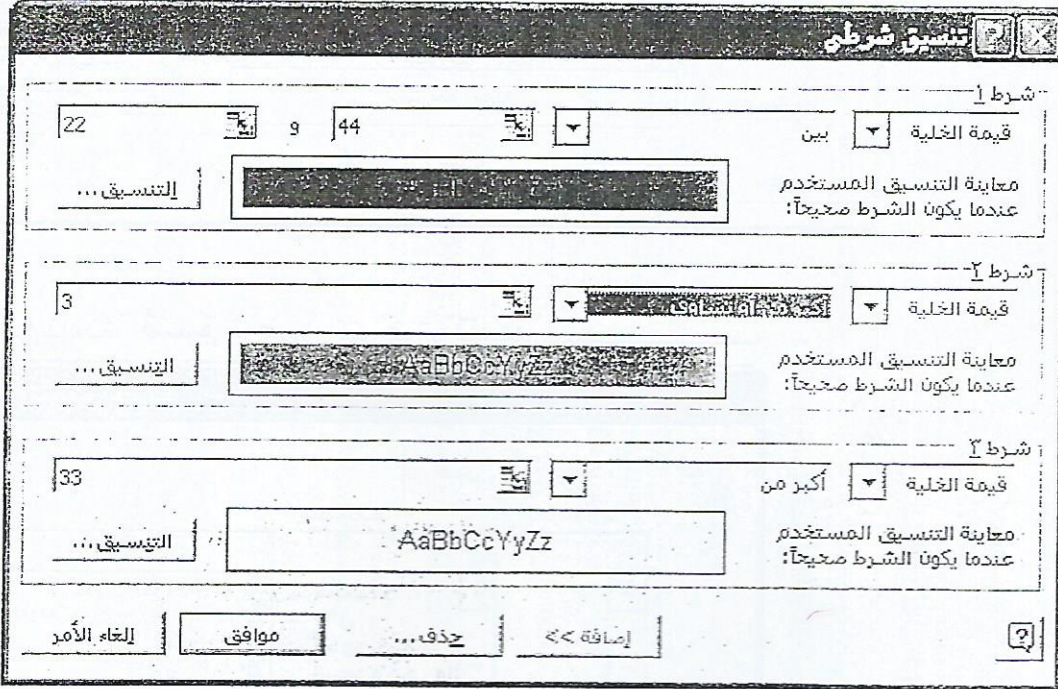 تنسيق شرطي
شرط 1
قيمة الخلية بين 44 و 22
معاينة التنسيق المستخدم
عندما يكون الشرط صحيحاً:
التنسيق...
شرط ٢
قيمة الخلية 3
معاينة التنسيق المستخدم
عندما يكون الشرط صحيحاً:
AaBbCcYyZz
التنسيق...
شرط ٣
قيمة الخلية أكبر من 33
معاينة التنسيق المستخدم
عندما يكون الشرط صحيحاً:
AaBbCcYyZz
التنسيق...
إضافة >> حذف... موافق إلغاء الأمر